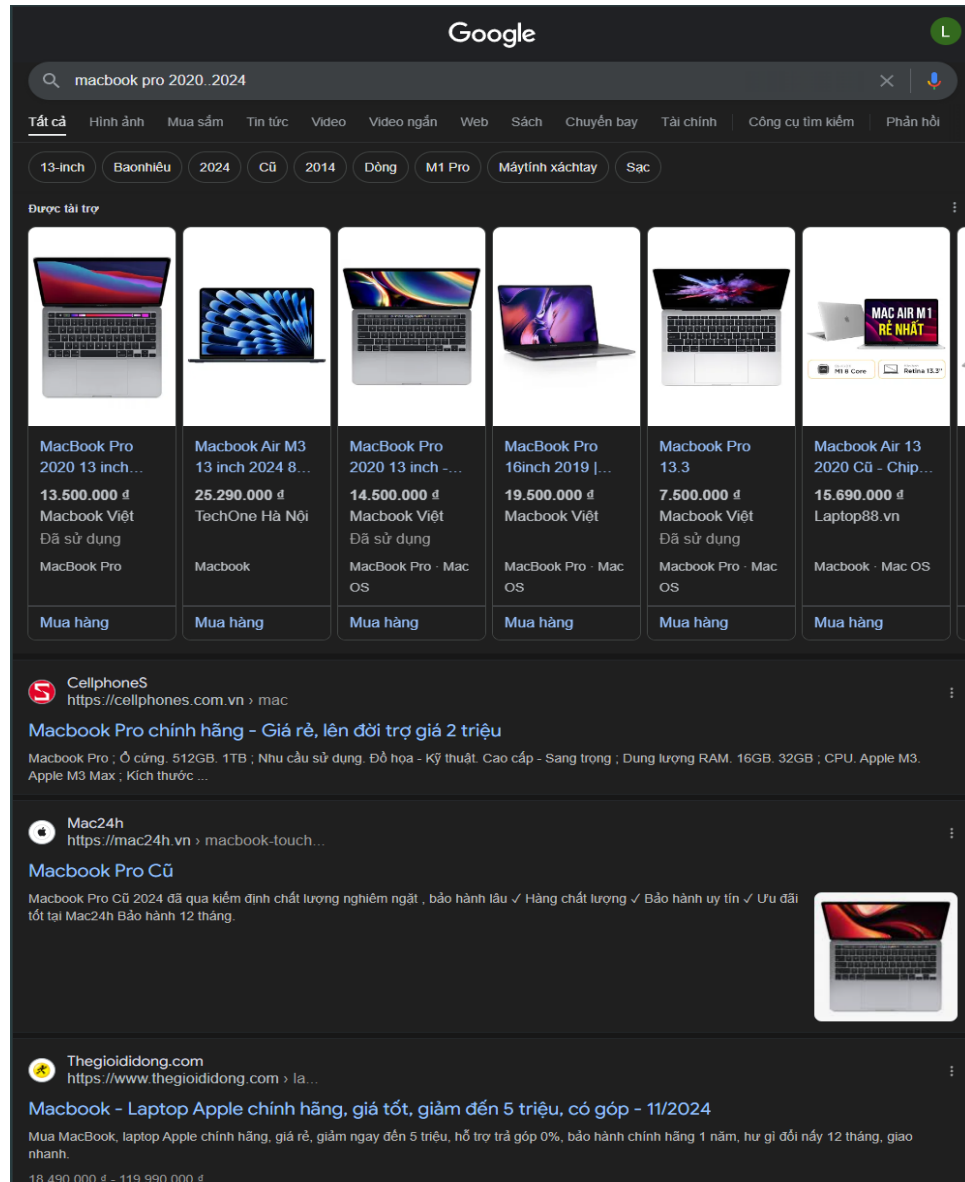 Google
L
macbook pro 2020..2024
Tất cả Hình ảnh Mua sắm Tin tức Video Video ngắn Web Sách Chuyến bay Tài chính Công cụ tìm kiếm Phản hồi
13-inch Baonhiêu 2024 Cũ 2014 Dòng M1 Pro Máytính xáchtay Sạc
Được tài trợ
MAC AIR M1
RẺ NHẤT
M1 8 Core Retina 13.3"
MacBook Pro
2020 13 inch...
13.500.000 ₫
Macbook Việt
Đã sử dụng
MacBook Pro
Mua hàng
Macbook Air M3
13 inch 2024 8...
25.290.000 ₫
TechOne Hà Nội
Macbook
Mua hàng
MacBook Pro
2020 13 inch -...
14.500.000 ₫
Macbook Việt
Đã sử dụng
MacBook Pro · Mac
OS
Mua hàng
MacBook Pro
16inch 2019 |...
19.500.000 ₫
Macbook Việt
MacBook Pro · Mac
OS
Mua hàng
Macbook Pro
13.3
7.500.000 ₫
Macbook Việt
Đã sử dụng
Macbook Pro · Mac
OS
Mua hàng
Macbook Air 13
2020 Cũ - Chip...
15.690.000 ₫
Laptop88.vn
Macbook · Mac OS
Mua hàng
CellphoneS
https://cellphones.com.vn › mac
Macbook Pro chính hãng - Giá rẻ, lên đời trợ giá 2 triệu
Macbook Pro ; Ổ cứng. 512GB. 1TB ; Nhu cầu sử dụng. Đồ họa - Kỹ thuật. Cao cấp - Sang trọng ; Dung lượng RAM. 16GB. 32GB ; CPU. Apple M3.
Apple M3 Max ; Kích thước ...
Mac24h
https://mac24h.vn › macbook-touch...
Macbook Pro Cũ
Macbook Pro Cũ 2024 đã qua kiểm định chất lượng nghiêm ngặt , bảo hành lâu ✓ Hàng chất lượng ✓ Bảo hành uy tín ✓ Ưu đãi
tốt tại Mac24h Bảo hành 12 tháng.
Thegioididong.com
https://www.thegioididong.com › la...
Macbook - Laptop Apple chính hãng, giá tốt, giảm đến 5 triệu, có góp - 11/2024
Mua MacBook, laptop Apple chính hãng, giá rẻ, giảm ngay đến 5 triệu, hỗ trợ trả góp 0%, bảo hành chính hãng 1 năm, hư gì đổi nấy 12 tháng, giao
nhanh.
18.490.000 ₫ - 119.990.000 ₫